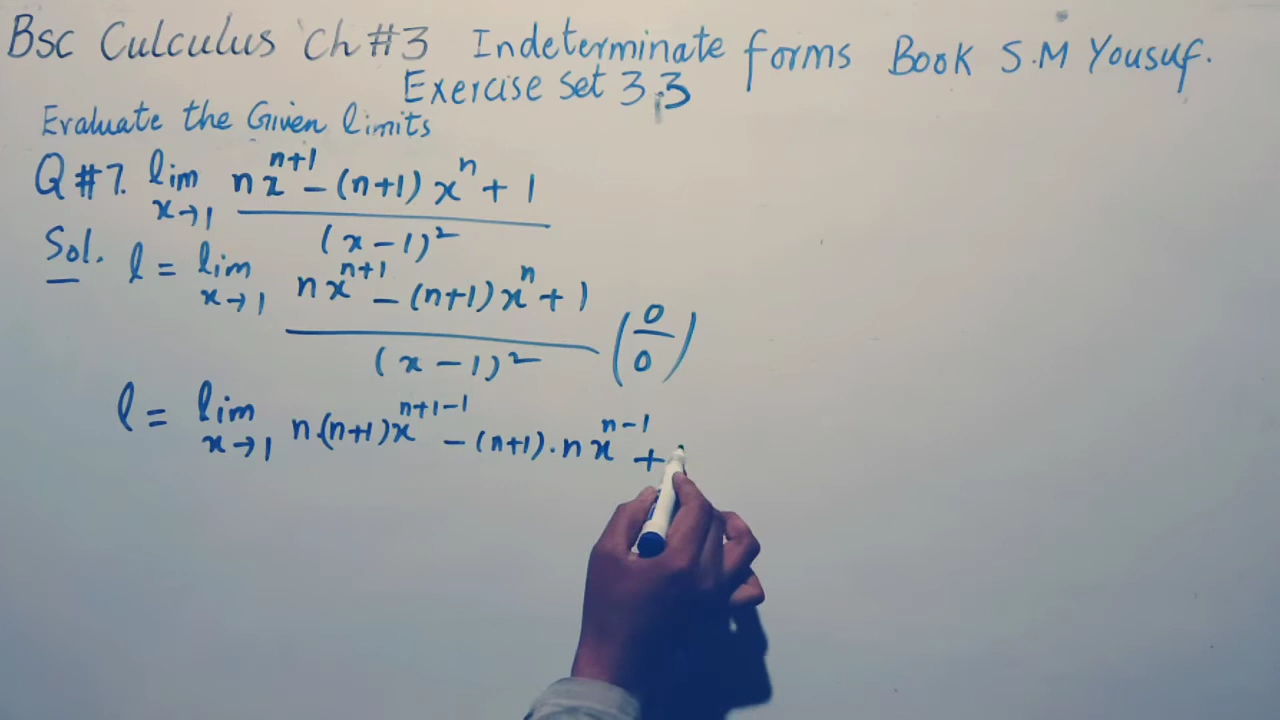 Bsc Culculus Ch #3 Indeterminate forms Book S.M Yousuf.
Exercise set 3.3
Evaluate the Given limits
Q #7. lim x→1 (nx^(n+1) - (n+1)x^n + 1) / (x-1)^2
Sol. l = lim x→1 (nx^(n+1) - (n+1)x^n + 1) / (x-1)^2 (0/0)
l = lim x→1 n.(n+1)x^(n+1-1) - (n+1).nx^(n-1) +